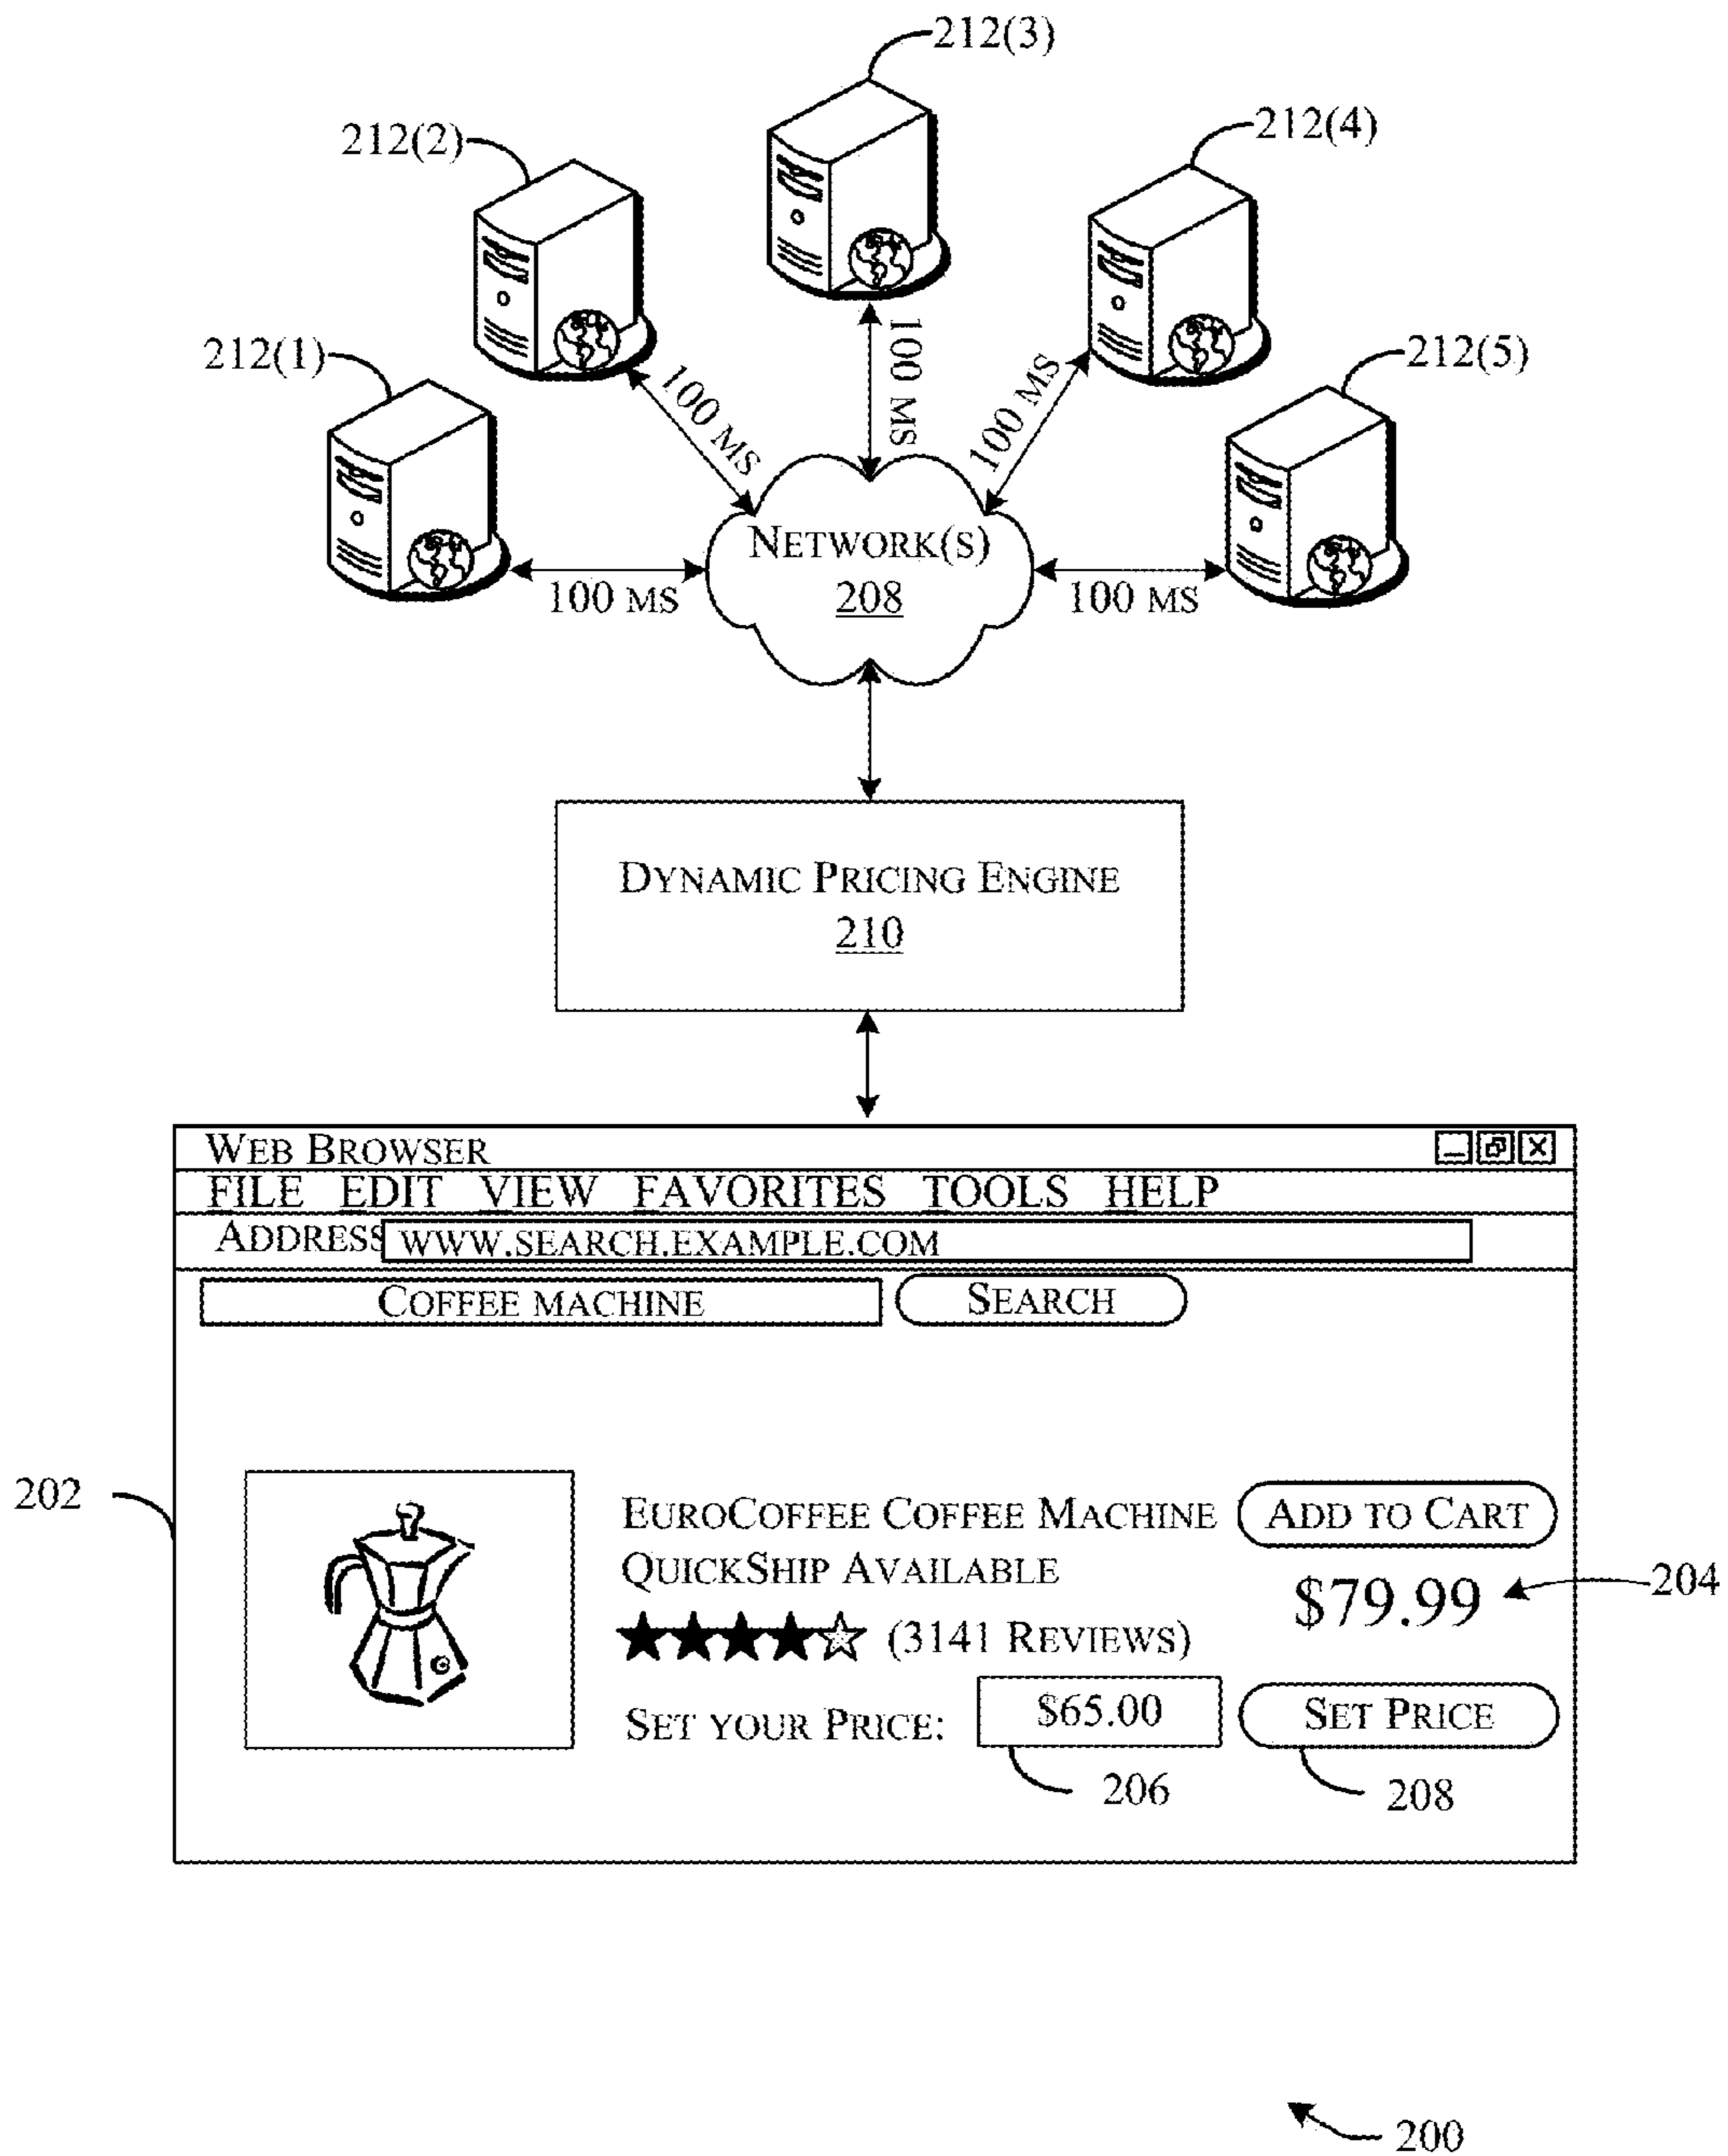 212(3)
212(2)
212(4)
212(1)
212(5)
100 MS
100 MS
100 MS
100 MS
100 MS
NETWORK(S)
208
DYNAMIC PRICING ENGINE
210
WEB BROWSER
FILE EDIT VIEW FAVORITES TOOLS HELP
ADDRESS WWW.SEARCH.EXAMPLE.COM
COFFEE MACHINE SEARCH
202
EUROCOFFEE COFFEE MACHINE ADD TO CART
QUICKSHIP AVAILABLE
$79.99 204
(3141 REVIEWS)
SET YOUR PRICE: $65.00 SET PRICE
206 208
200